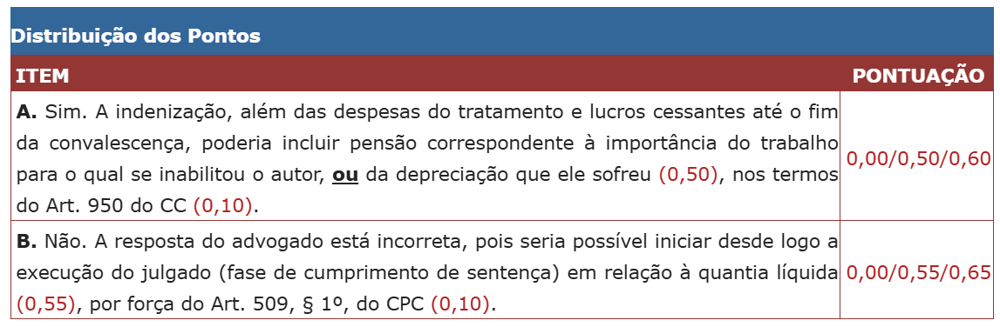 Distribuição dos Pontos
ITEM PONTUAÇÃO
A. Sim. A indenização, além das despesas do tratamento e lucros cessantes até o fim
da convalescença, poderia incluir pensão correspondente à importância do trabalho
para o qual se inabilitou o autor, ou da depreciação que ele sofreu (0,50), nos termos
do Art. 950 do CC (0,10).
0,00/0,50/0,60
B. Não. A resposta do advogado está incorreta, pois seria possível iniciar desde logo a
execução do julgado (fase de cumprimento de sentença) em relação à quantia líquida
(0,55), por força do Art. 509, § 1º, do CPC (0,10).
0,00/0,55/0,65